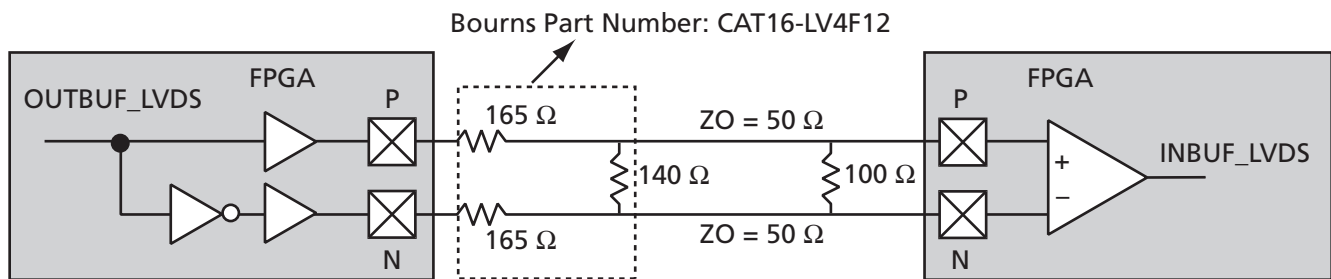 Bourns Part Number: CAT16-LV4F12
FPGA
FPGA
OUTBUF_LVDS
P
165 Ω
ZO = 50 Ω
P
140 Ω
100 Ω
+
–
INBUF_LVDS
N
165 Ω
ZO = 50 Ω
N